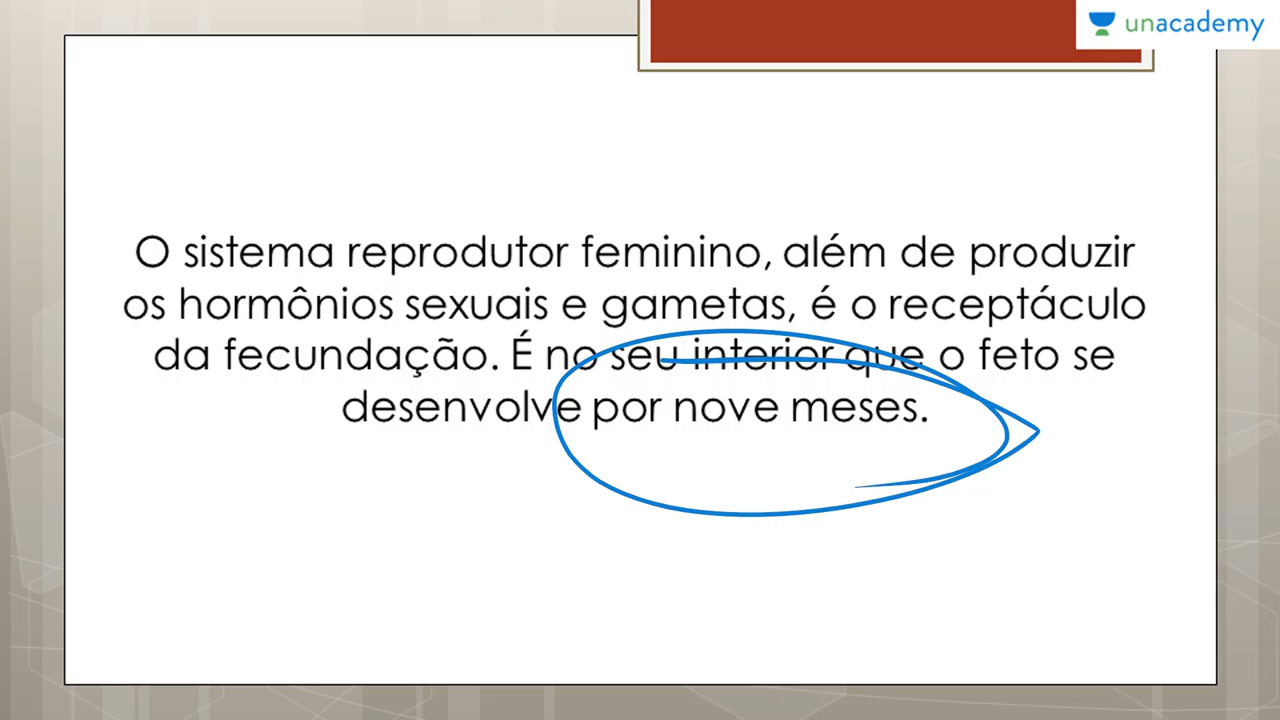 unacademy
O sistema reprodutor feminino, além de produzir
os hormônios sexuais e gametas, é o receptáculo
da fecundação. É no seu interior que o feto se
desenvolve por nove meses.